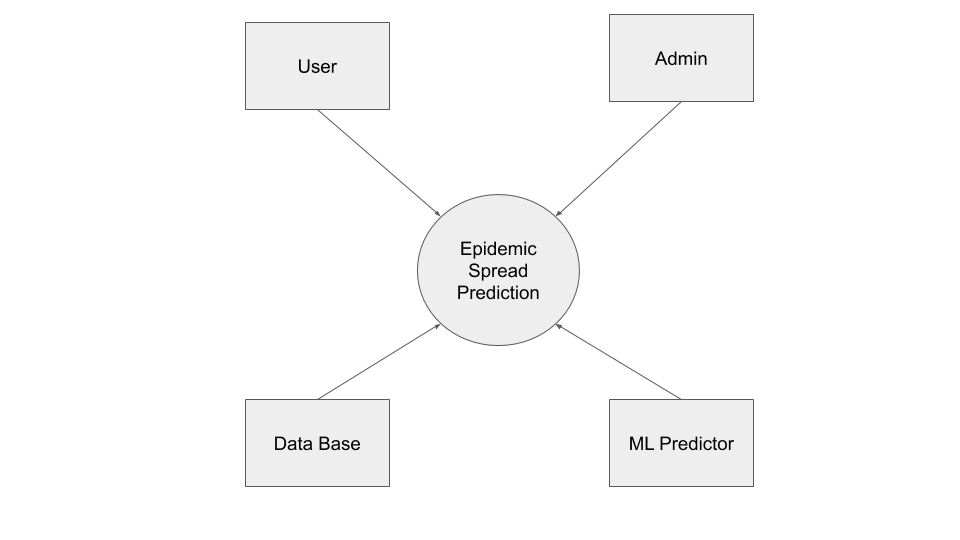 User
Admin
Epidemic
Spread
Prediction
Data Base
ML Predictor